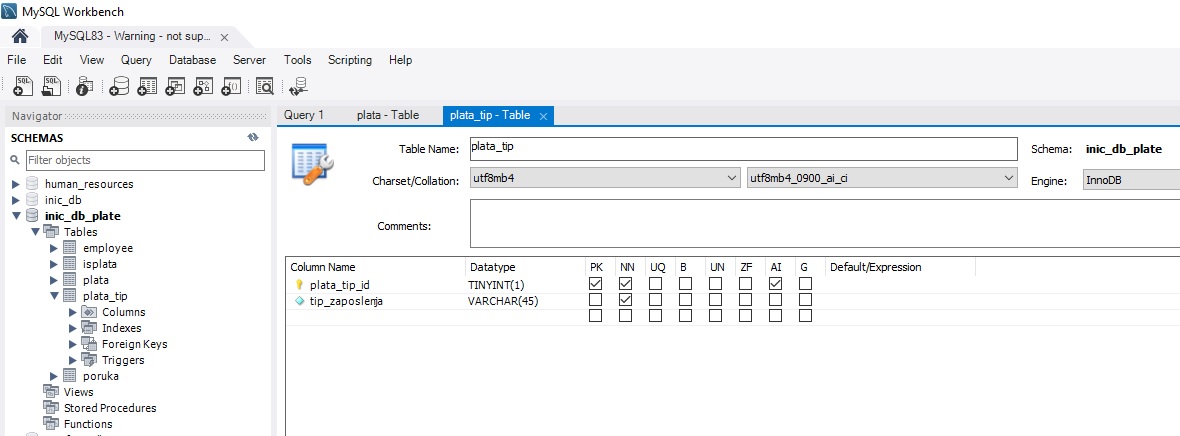 MySQL Workbench
MySQL83 - Warning - not sup...
File Edit View Query Database Server Tools Scripting Help
Navigator
SCHEMAS
Filter objects
human_resources
inic_db
inic_db_plate
Tables
employee
isplata
plata
plata_tip
Columns
Indexes
Foreign Keys
Triggers
poruka
Views
Stored Procedures
Functions
Query 1 plata - Table plata_tip - Table
Table Name: plata_tip Schema: inic_db_plate
Charset/Collation: utf8mb4 utf8mb4_0900_ai_ci Engine: InnoDB
Comments:
Column Name Datatype PK NN UQ B UN ZF AI G Default/Expression
plata_tip_id TINYINT(1)
tip_zaposlenja VARCHAR(45)